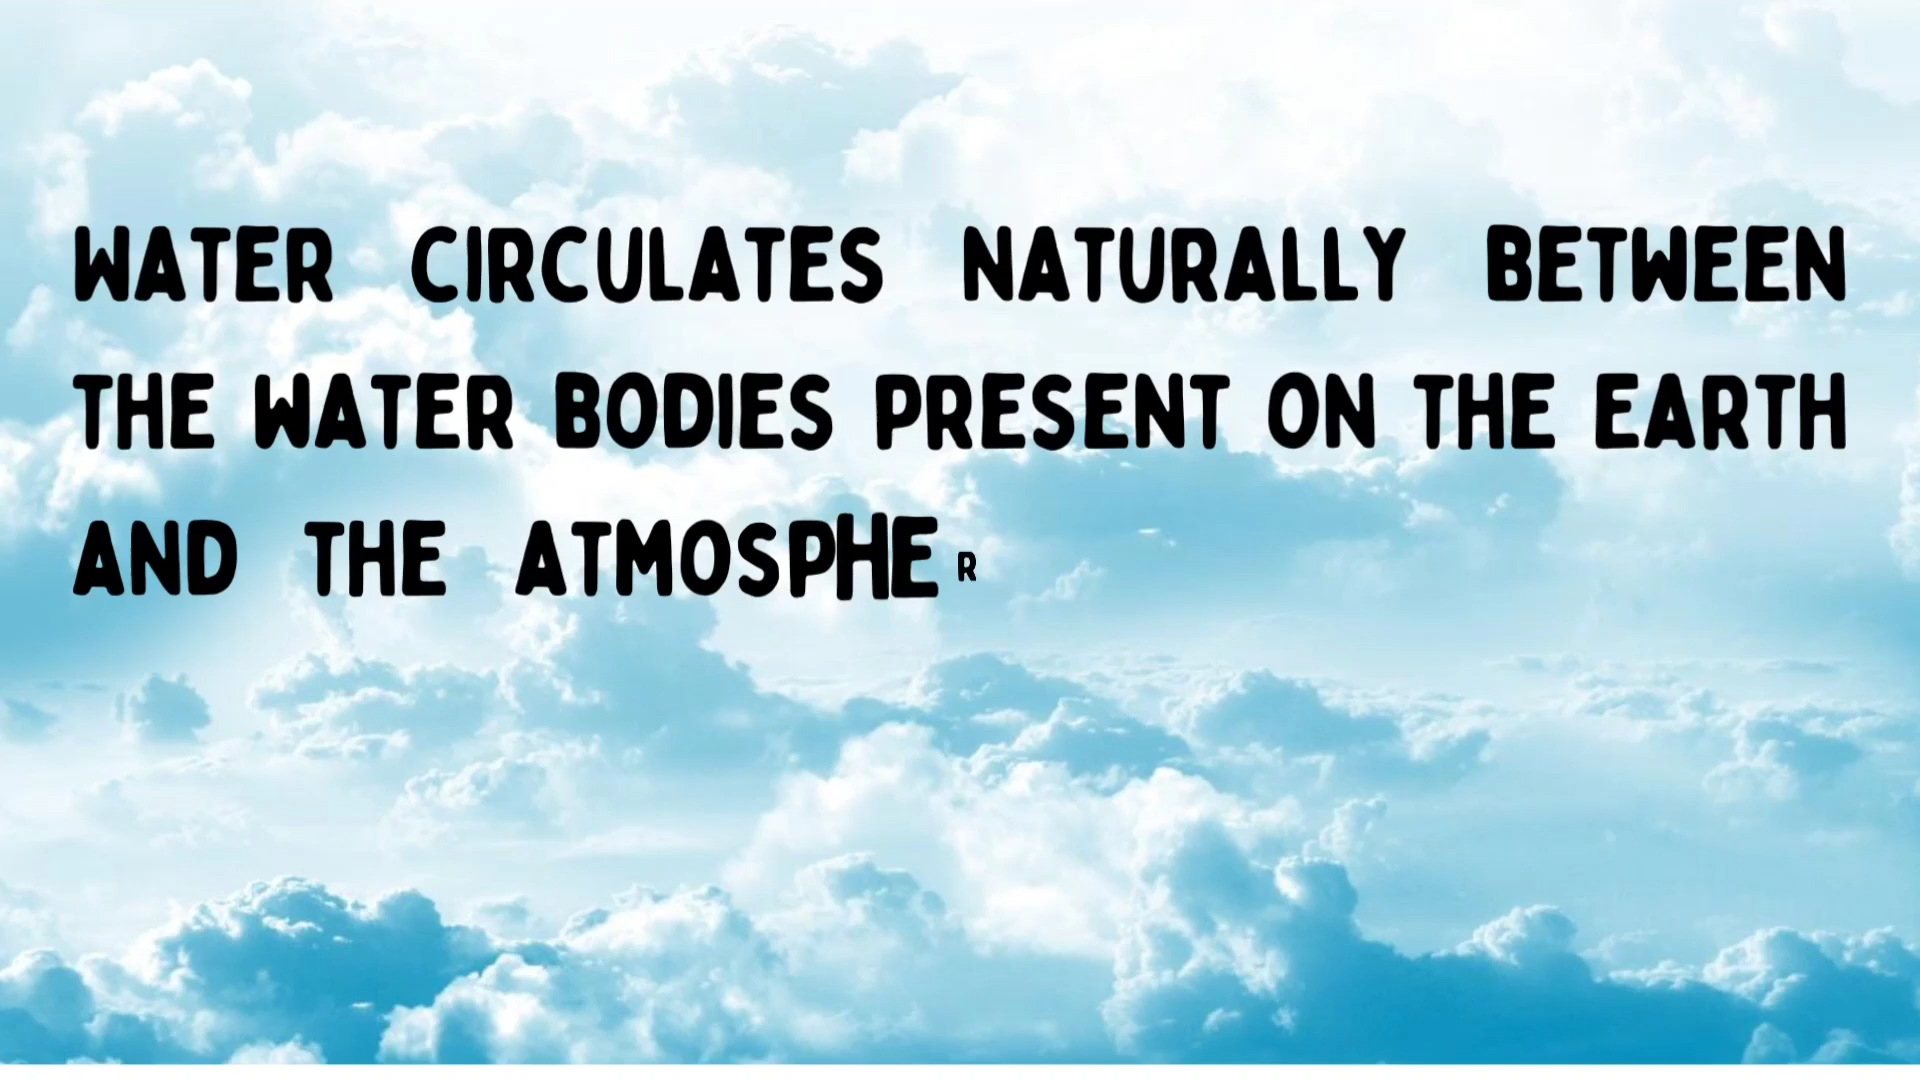 WATER CIRCULATES NATURALLY BETWEEN
THE WATER BODIES PRESENT ON THE EARTH
AND THE ATMOSPHER